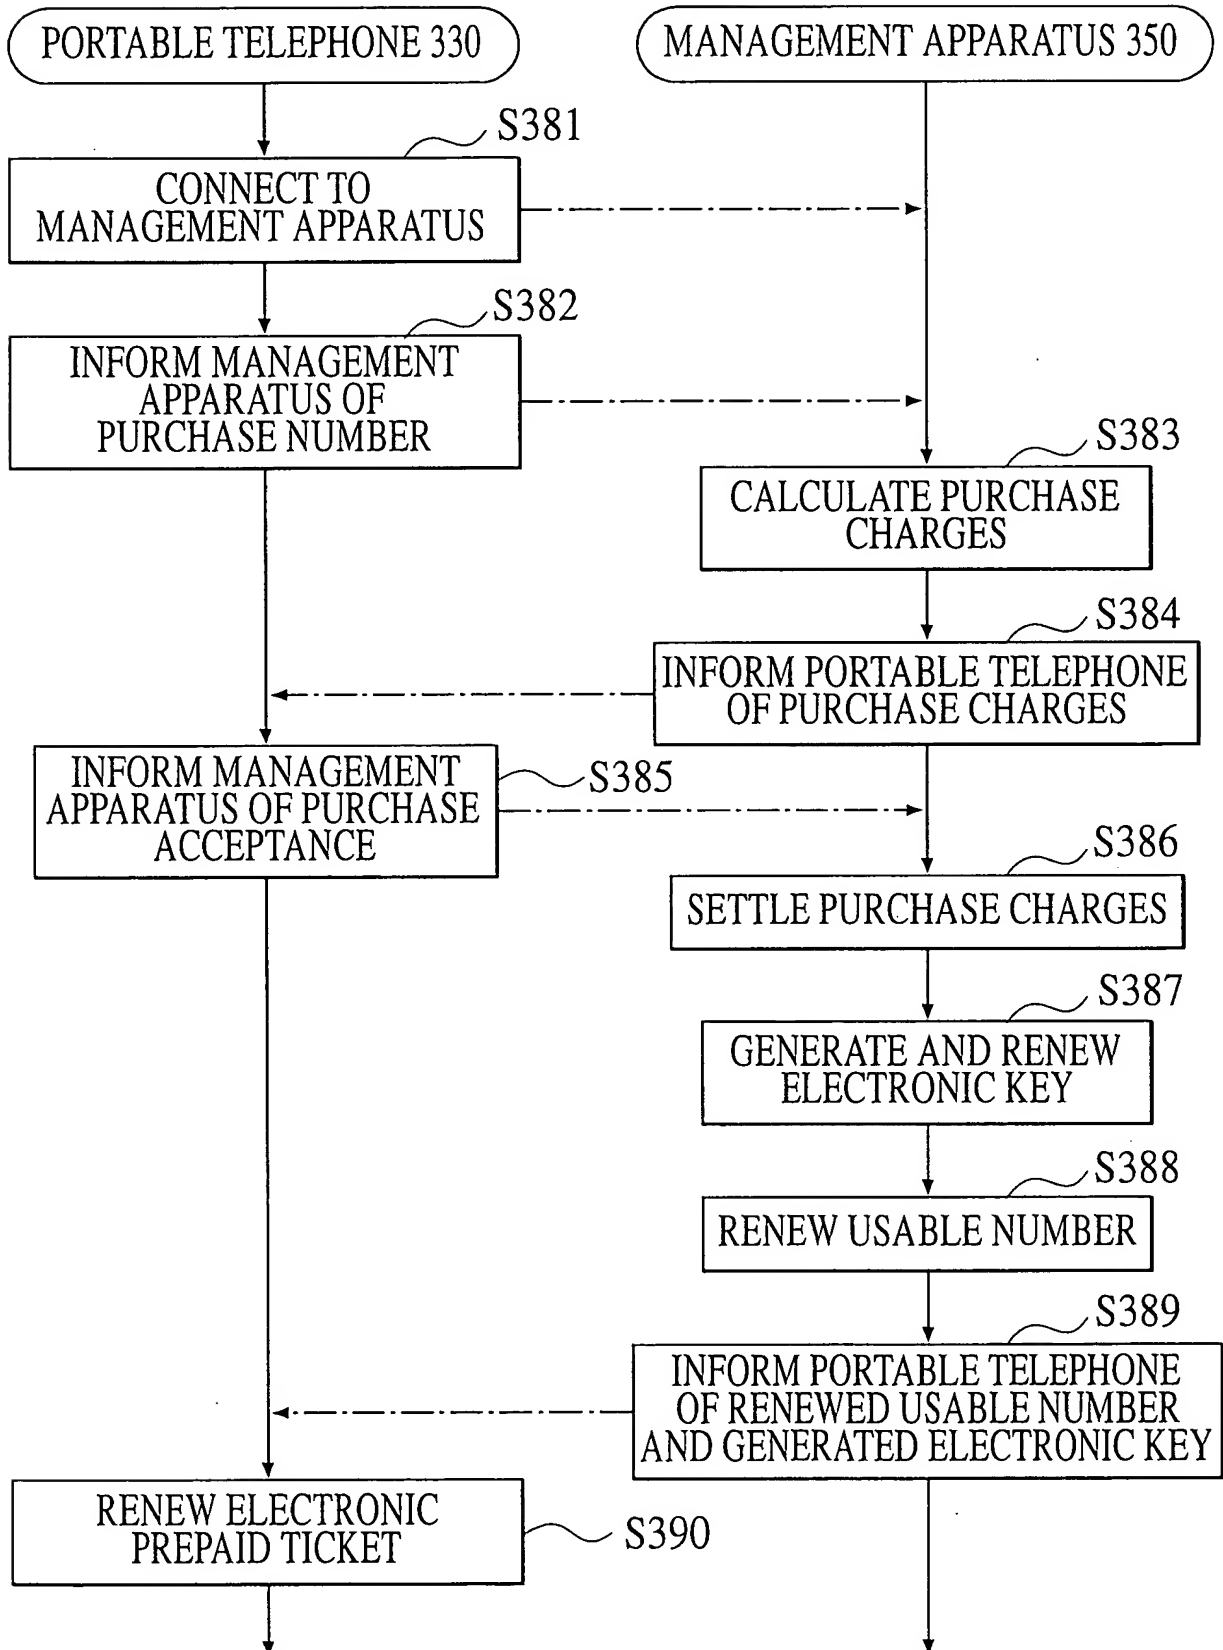 PORTABLE TELEPHONE 330
MANAGEMENT APPARATUS 350
S381
CONNECT TO
MANAGEMENT APPARATUS
S382
INFORM MANAGEMENT
APPARATUS OF
PURCHASE NUMBER
S383
CALCULATE PURCHASE
CHARGES
S384
INFORM PORTABLE TELEPHONE
OF PURCHASE CHARGES
S385
INFORM MANAGEMENT
APPARATUS OF PURCHASE
ACCEPTANCE
S386
SETTLE PURCHASE CHARGES
S387
GENERATE AND RENEW
ELECTRONIC KEY
S388
RENEW USABLE NUMBER
S389
INFORM PORTABLE TELEPHONE
OF RENEWED USABLE NUMBER
AND GENERATED ELECTRONIC KEY
RENEW ELECTRONIC
PREPAID TICKET
S390